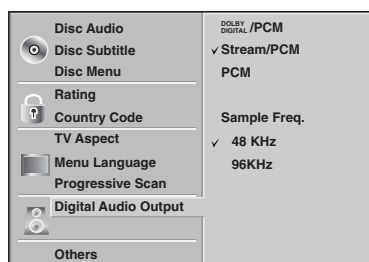 Disc Audio
Disc Subtitle
Disc Menu
Rating
Country Code
TV Aspect
Menu Language
Progressive Scan
Digital Audio Output
Others
DOLBY DIGITAL /PCM
✓ Stream/PCM
PCM
Sample Freq.
✓ 48 KHz
96KHz